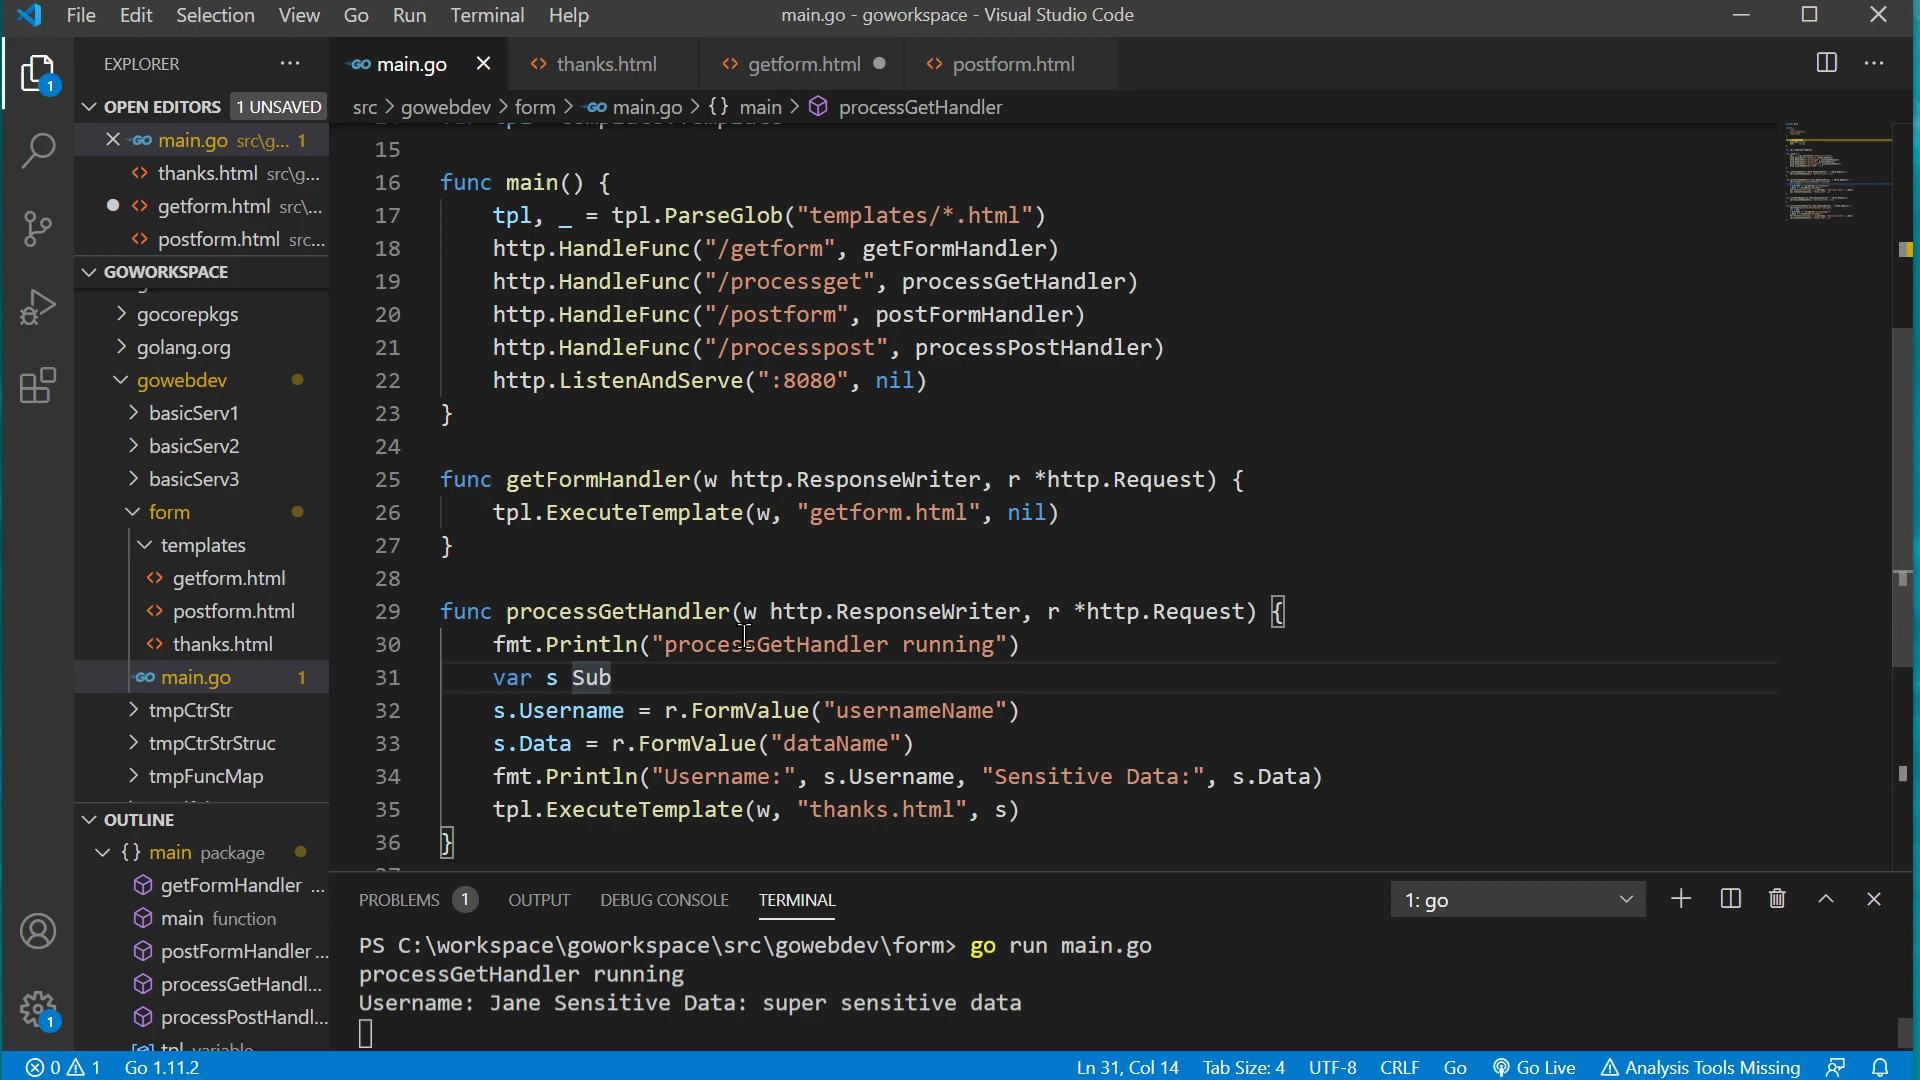 File Edit Selection View Go Run Terminal Help
main.go - goworkspace - Visual Studio Code
EXPLORER
OPEN EDITORS 1 UNSAVED
main.go src\g... 1
thanks.html src\g...
getform.html src\...
postform.html src...
GOWORKSPACE
gocorepkgs
golang.org
gowebdev
basicServ1
basicServ2
basicServ3
form
templates
getform.html
postform.html
thanks.html
main.go 1
tmpCtrStr
tmpCtrStrStruc
tmpFuncMap
OUTLINE
{} main package
getFormHandler ...
main function
postFormHandler...
processGetHandl...
processPostHandl...
tpl variable
main.go thanks.html getform.html postform.html
src > gowebdev > form > main.go > {} main > processGetHandler
15
16 func main() {
17 tpl, _ = tpl.ParseGlob("templates/*.html")
18 http.HandleFunc("/getform", getFormHandler)
19 http.HandleFunc("/processget", processGetHandler)
20 http.HandleFunc("/postform", postFormHandler)
21 http.HandleFunc("/processpost", processPostHandler)
22 http.ListenAndServe(":8080", nil)
23 }
24
25 func getFormHandler(w http.ResponseWriter, r *http.Request) {
26 tpl.ExecuteTemplate(w, "getform.html", nil)
27 }
28
29 func processGetHandler(w http.ResponseWriter, r *http.Request) {
30 fmt.Println("processGetHandler running")
31 var s Sub
32 s.Username = r.FormValue("usernameName")
33 s.Data = r.FormValue("dataName")
34 fmt.Println("Username:", s.Username, "Sensitive Data:", s.Data)
35 tpl.ExecuteTemplate(w, "thanks.html", s)
36 }
PROBLEMS 1 OUTPUT DEBUG CONSOLE TERMINAL 1: go
PS C:\workspace\goworkspace\src\gowebdev\form> go run main.go
processGetHandler running
Username: Jane Sensitive Data: super sensitive data
0 1 Go 1.11.2 Ln 31, Col 14 Tab Size: 4 UTF-8 CRLF Go Go Live Analysis Tools Missing